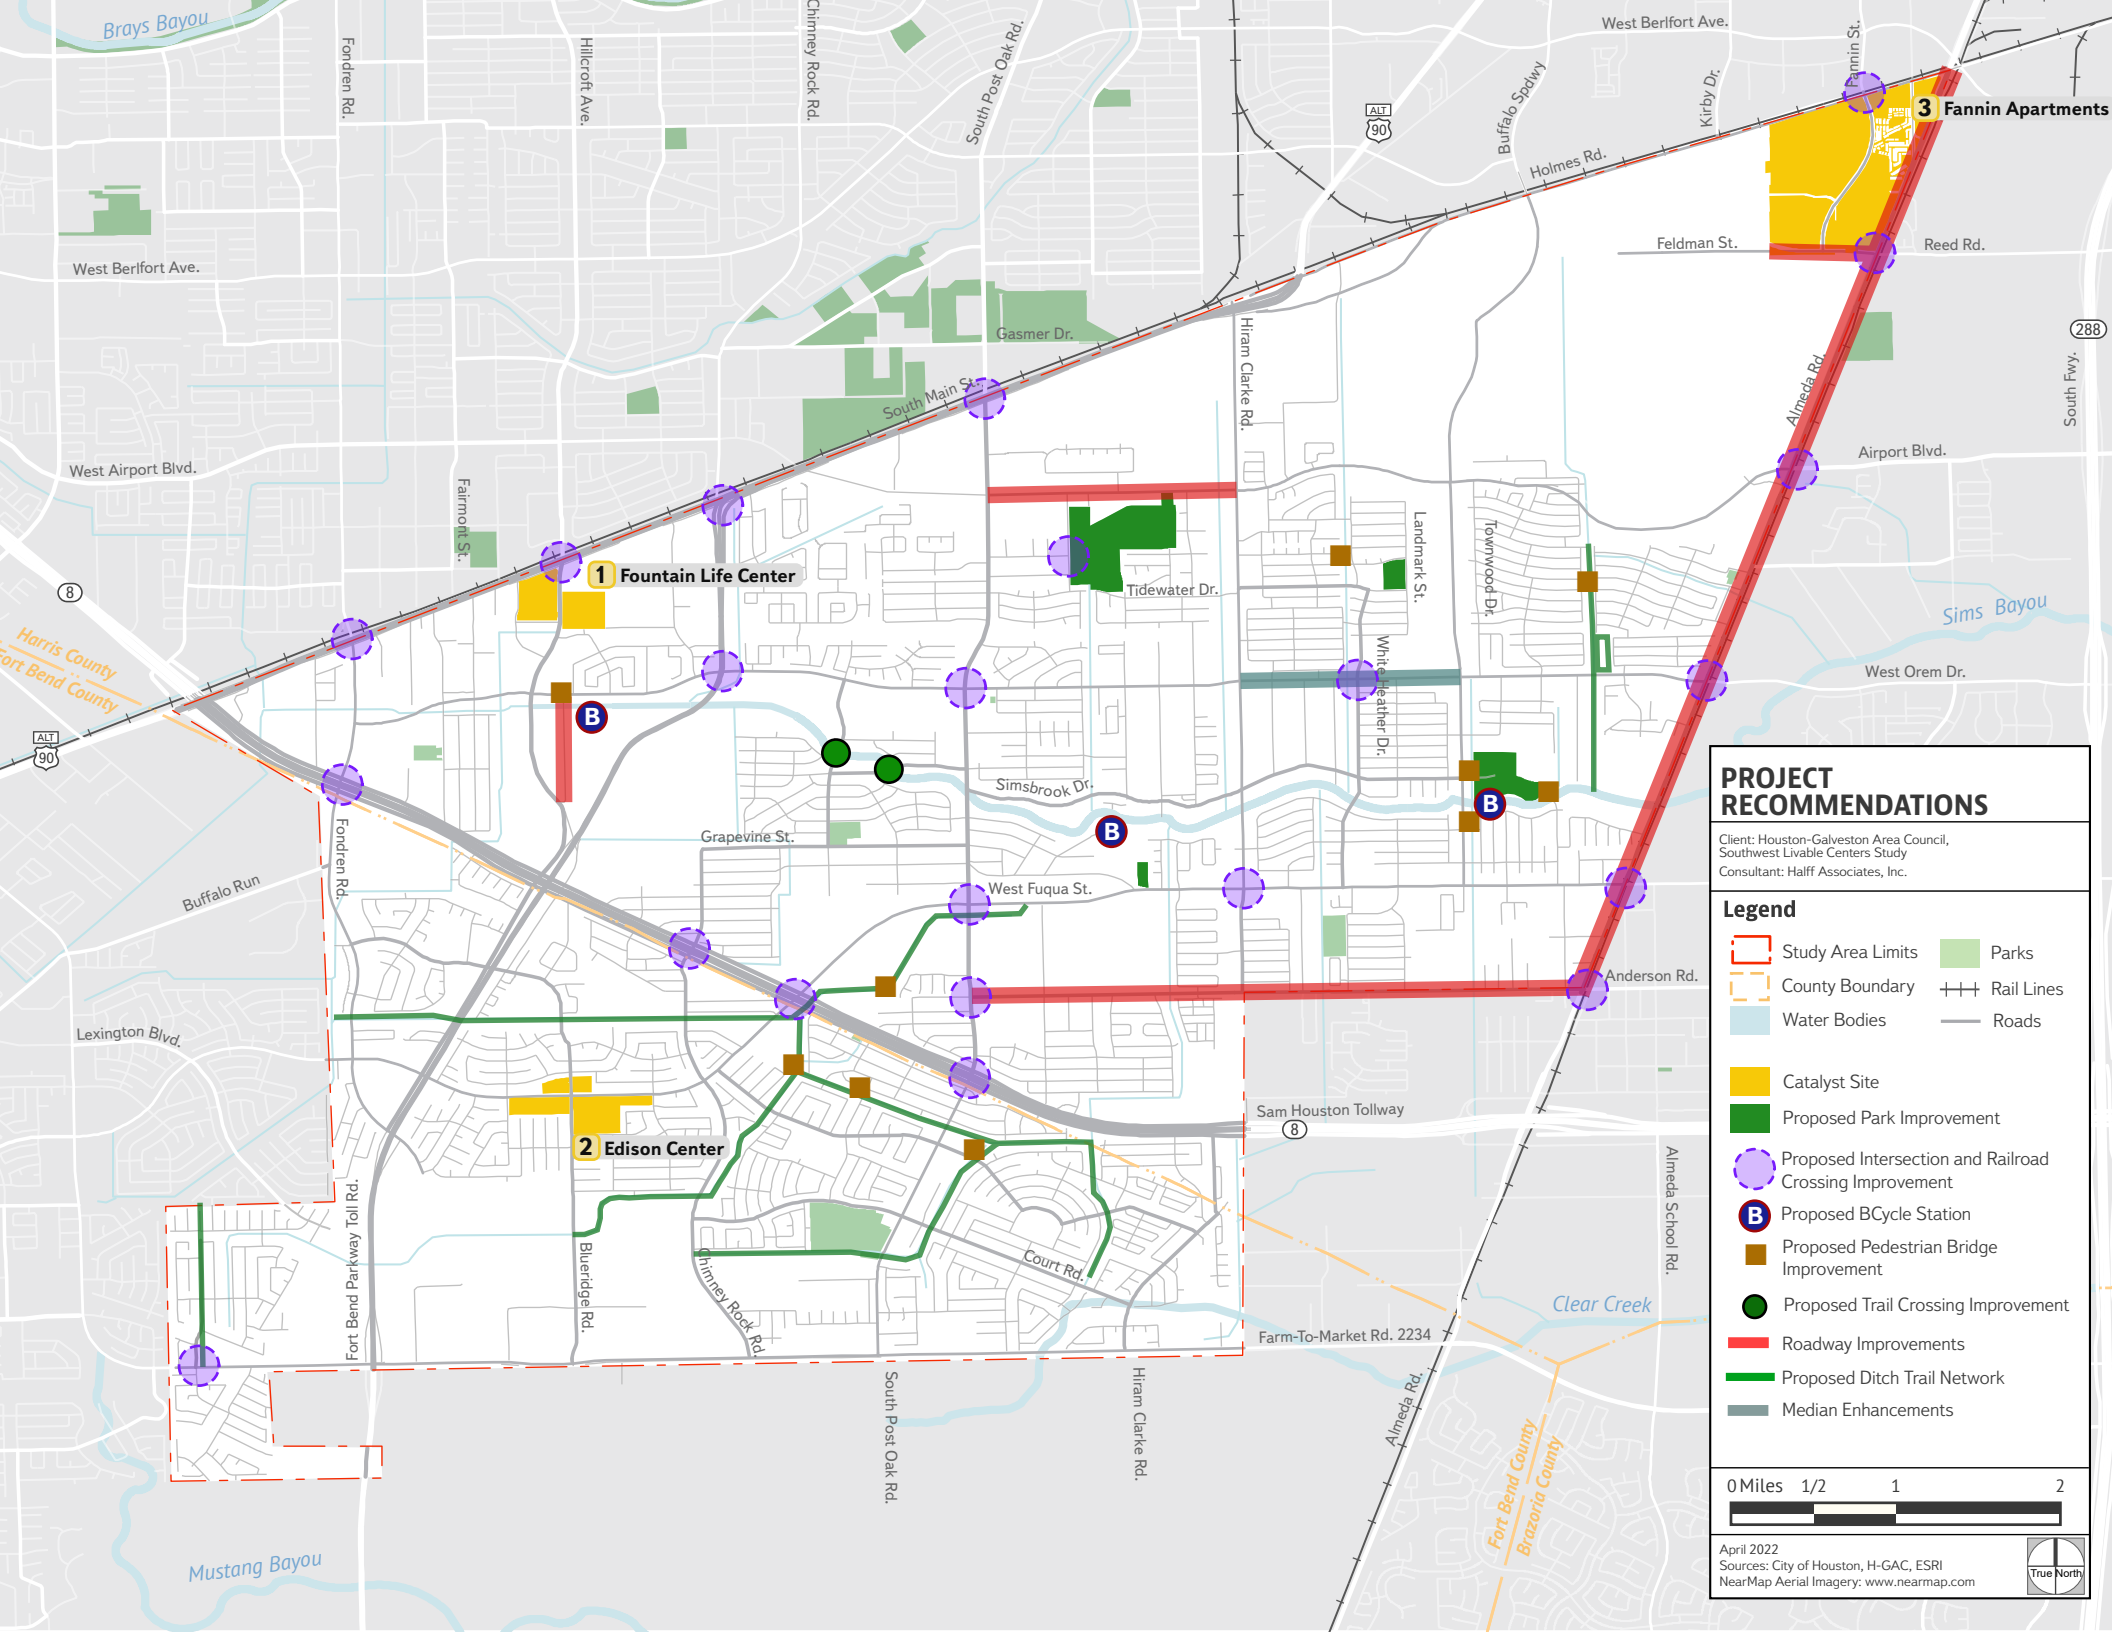 Brays Bayou
Fondren Rd.
Hillcroft Ave.
Chimney Rock Rd.
South Post Oak Rd.
ALT
90
Buffalo Spdwy
West Berlfort Ave.
Kirby Dr.
Fannin St.
3 Fannin Apartments
Holmes Rd.
West Berlfort Ave.
Feldman St.
Reed Rd.
288
South Fwy.
Gasmer Dr.
Hiram Clarke Rd.
South Main St.
Almeda Rd.
Airport Blvd.
West Airport Blvd.
Fairmont St.
Landmark St.
Townwood Dr.
1 Fountain Life Center
Tidewater Dr.
8
Sims Bayou
Harris County
Fort Bend County
White Heather Dr.
West Orem Dr.
B
ALT
90
Simsbrook Dr.
B
B
Grapevine St.
Fondren Rd.
Buffalo Run
West Fuqua St.
Anderson Rd.
Lexington Blvd.
Sam Houston Tollway
8
2 Edison Center
Almeda School Rd.
Fort Bend Parkway Toll Rd.
Blueridge Rd.
Chimney Rock Rd.
Court Rd.
Clear Creek
Farm-To-Market Rd. 2234
South Post Oak Rd.
Hiram Clarke Rd.
Almeda Rd.
Fort Bend County
Brazoria County
Mustang Bayou
PROJECT
RECOMMENDATIONS
Client: Houston-Galveston Area Council,
Southwest Livable Centers Study
Consultant: Halff Associates, Inc.
Legend
Study Area Limits
Parks
County Boundary
Rail Lines
Water Bodies
Roads
Catalyst Site
Proposed Park Improvement
Proposed Intersection and Railroad
Crossing Improvement
B Proposed BCycle Station
Proposed Pedestrian Bridge
Improvement
Proposed Trail Crossing Improvement
Roadway Improvements
Proposed Ditch Trail Network
Median Enhancements
0 Miles 1/2 1 2
April 2022
Sources: City of Houston, H-GAC, ESRI
NearMap Aerial Imagery: www.nearmap.com
True North